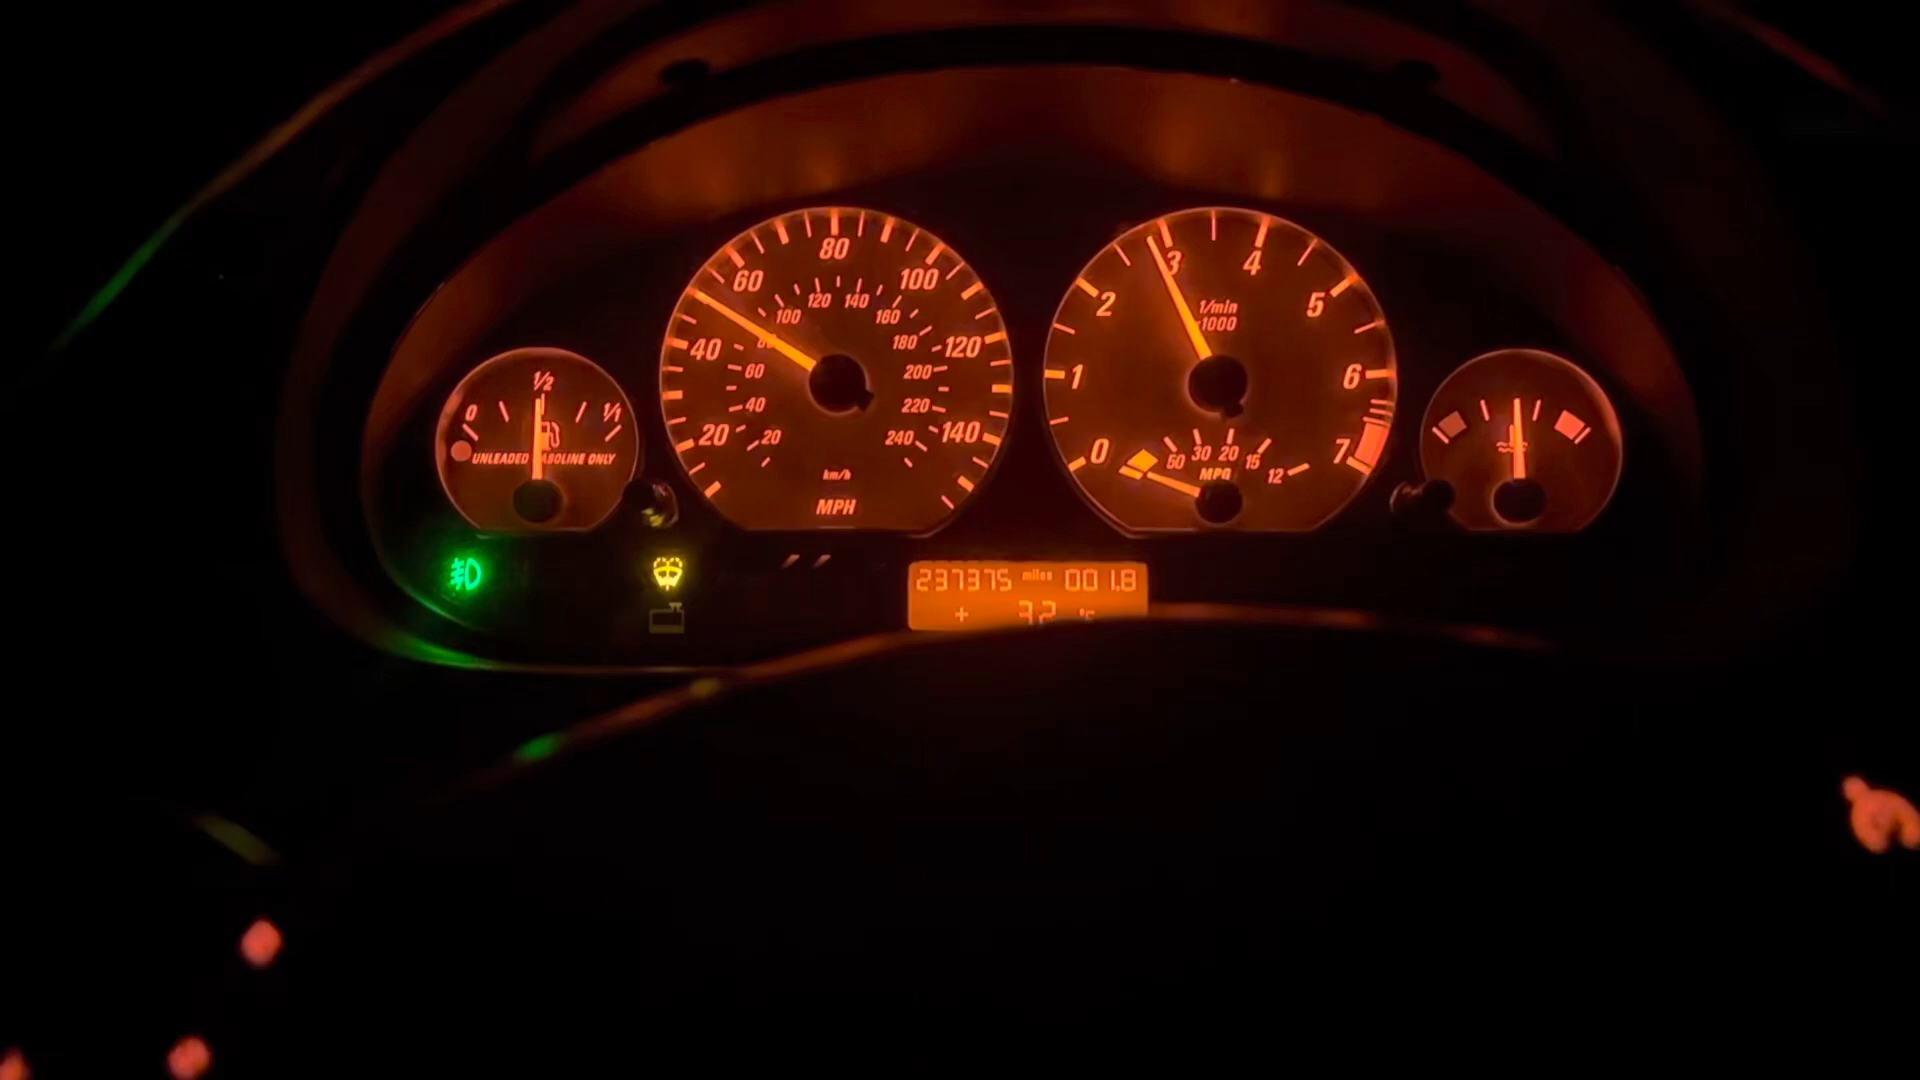 0 1/2 1/1
UNLEADED GASOLINE ONLY
20 40 60 80 100 120 140
20 40 60 80 100 120 140 160 180 200 220 240
km/h
MPH
0 1 2 3 4 5 6 7
1/min
x1000
50 30 20 15 12
MPG
237375 miles 001.8
+ 32 °F